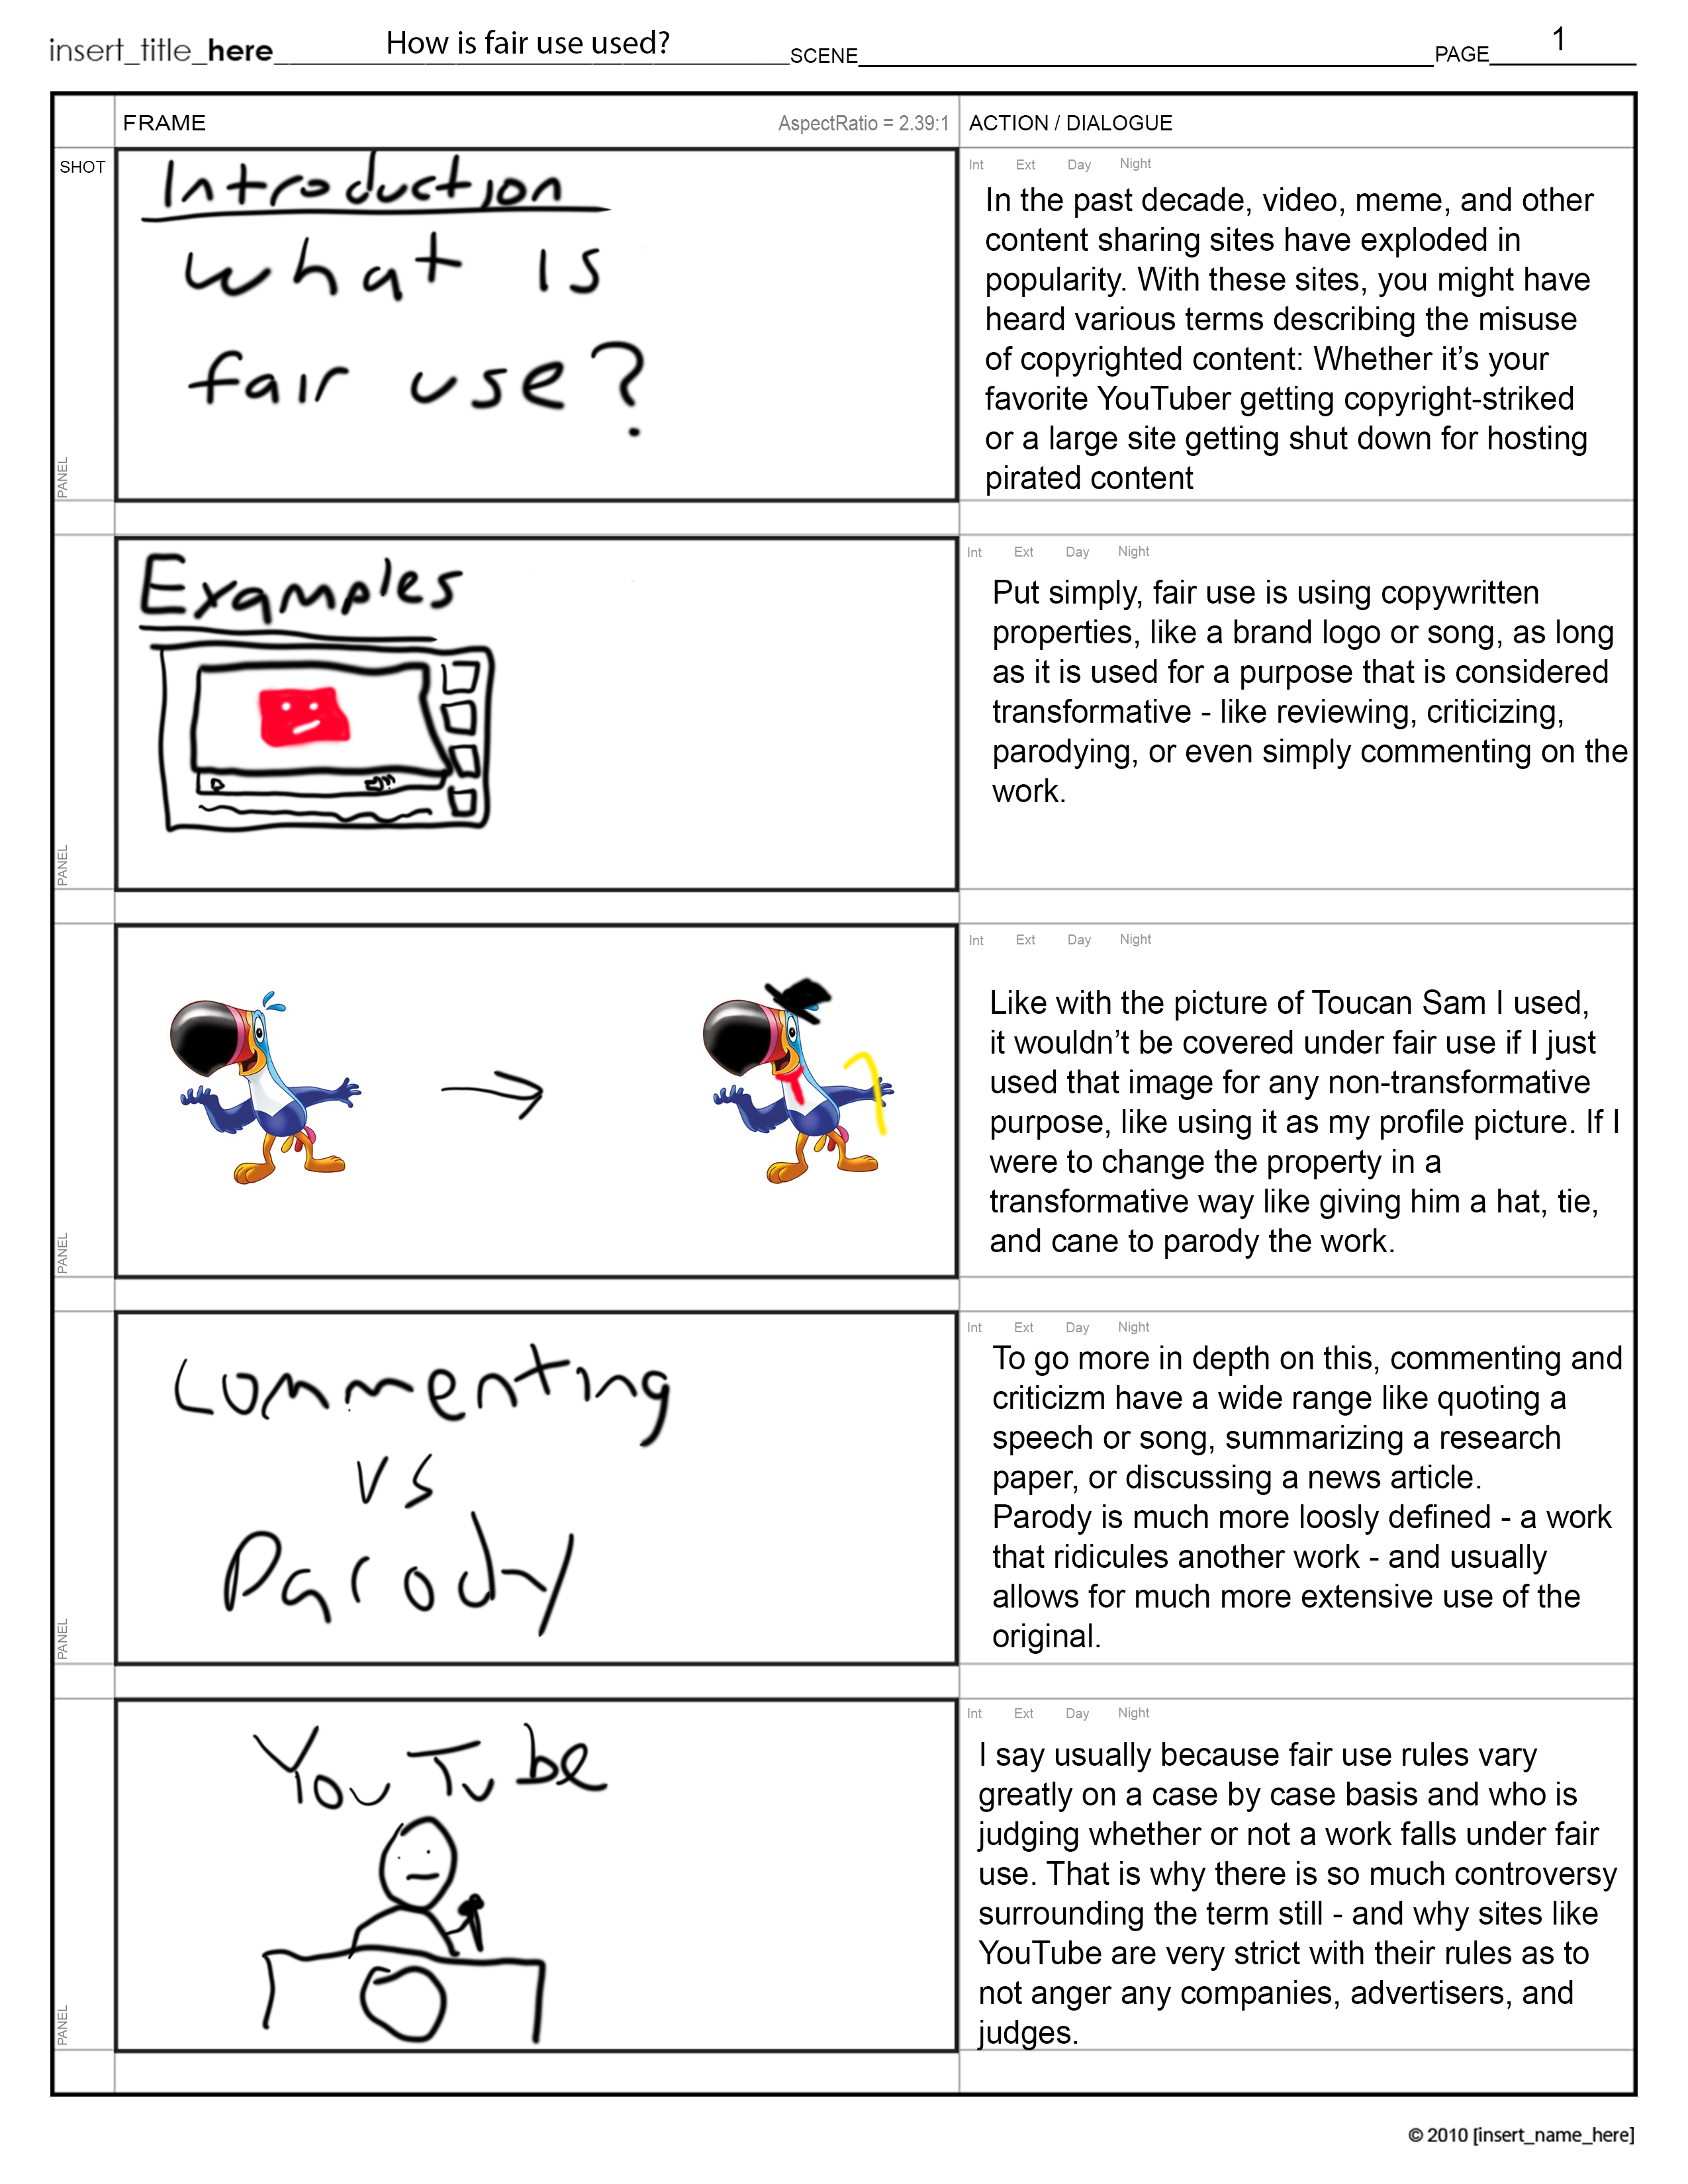 insert_title_here How is fair use used? SCENE PAGE 1
FRAME AspectRatio = 2.39:1 ACTION / DIALOGUE
SHOT
PANEL
Introduction
what is
fair use?
Int Ext Day Night
In the past decade, video, meme, and other
content sharing sites have exploded in
popularity. With these sites, you might have
heard various terms describing the misuse
of copyrighted content: Whether it’s your
favorite YouTuber getting copyright-striked
or a large site getting shut down for hosting
pirated content
PANEL
Examples
Int Ext Day Night
Put simply, fair use is using copywritten
properties, like a brand logo or song, as long
as it is used for a purpose that is considered
transformative - like reviewing, criticizing,
parodying, or even simply commenting on the
work.
PANEL
Int Ext Day Night
Like with the picture of Toucan Sam I used,
it wouldn’t be covered under fair use if I just
used that image for any non-transformative
purpose, like using it as my profile picture. If I
were to change the property in a
transformative way like giving him a hat, tie,
and cane to parody the work.
PANEL
Commenting
vs
Parody
Int Ext Day Night
To go more in depth on this, commenting and
criticizm have a wide range like quoting a
speech or song, summarizing a research
paper, or discussing a news article.
Parody is much more loosly defined - a work
that ridicules another work - and usually
allows for much more extensive use of the
original.
PANEL
YouTube
Int Ext Day Night
I say usually because fair use rules vary
greatly on a case by case basis and who is
judging whether or not a work falls under fair
use. That is why there is so much controversy
surrounding the term still - and why sites like
YouTube are very strict with their rules as to
not anger any companies, advertisers, and
judges.
© 2010 [insert_name_here]